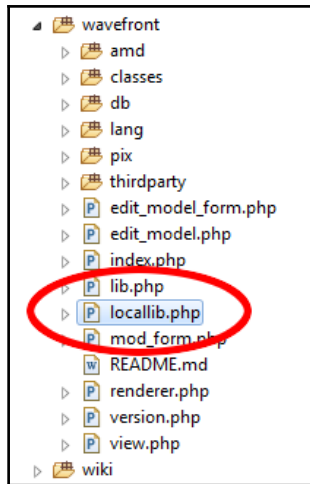 wavefront
amd
classes
db
lang
pix
thirdparty
edit_model_form.php
edit_model.php
index.php
lib.php
locallib.php
mod_form.php
README.md
renderer.php
version.php
view.php
wiki